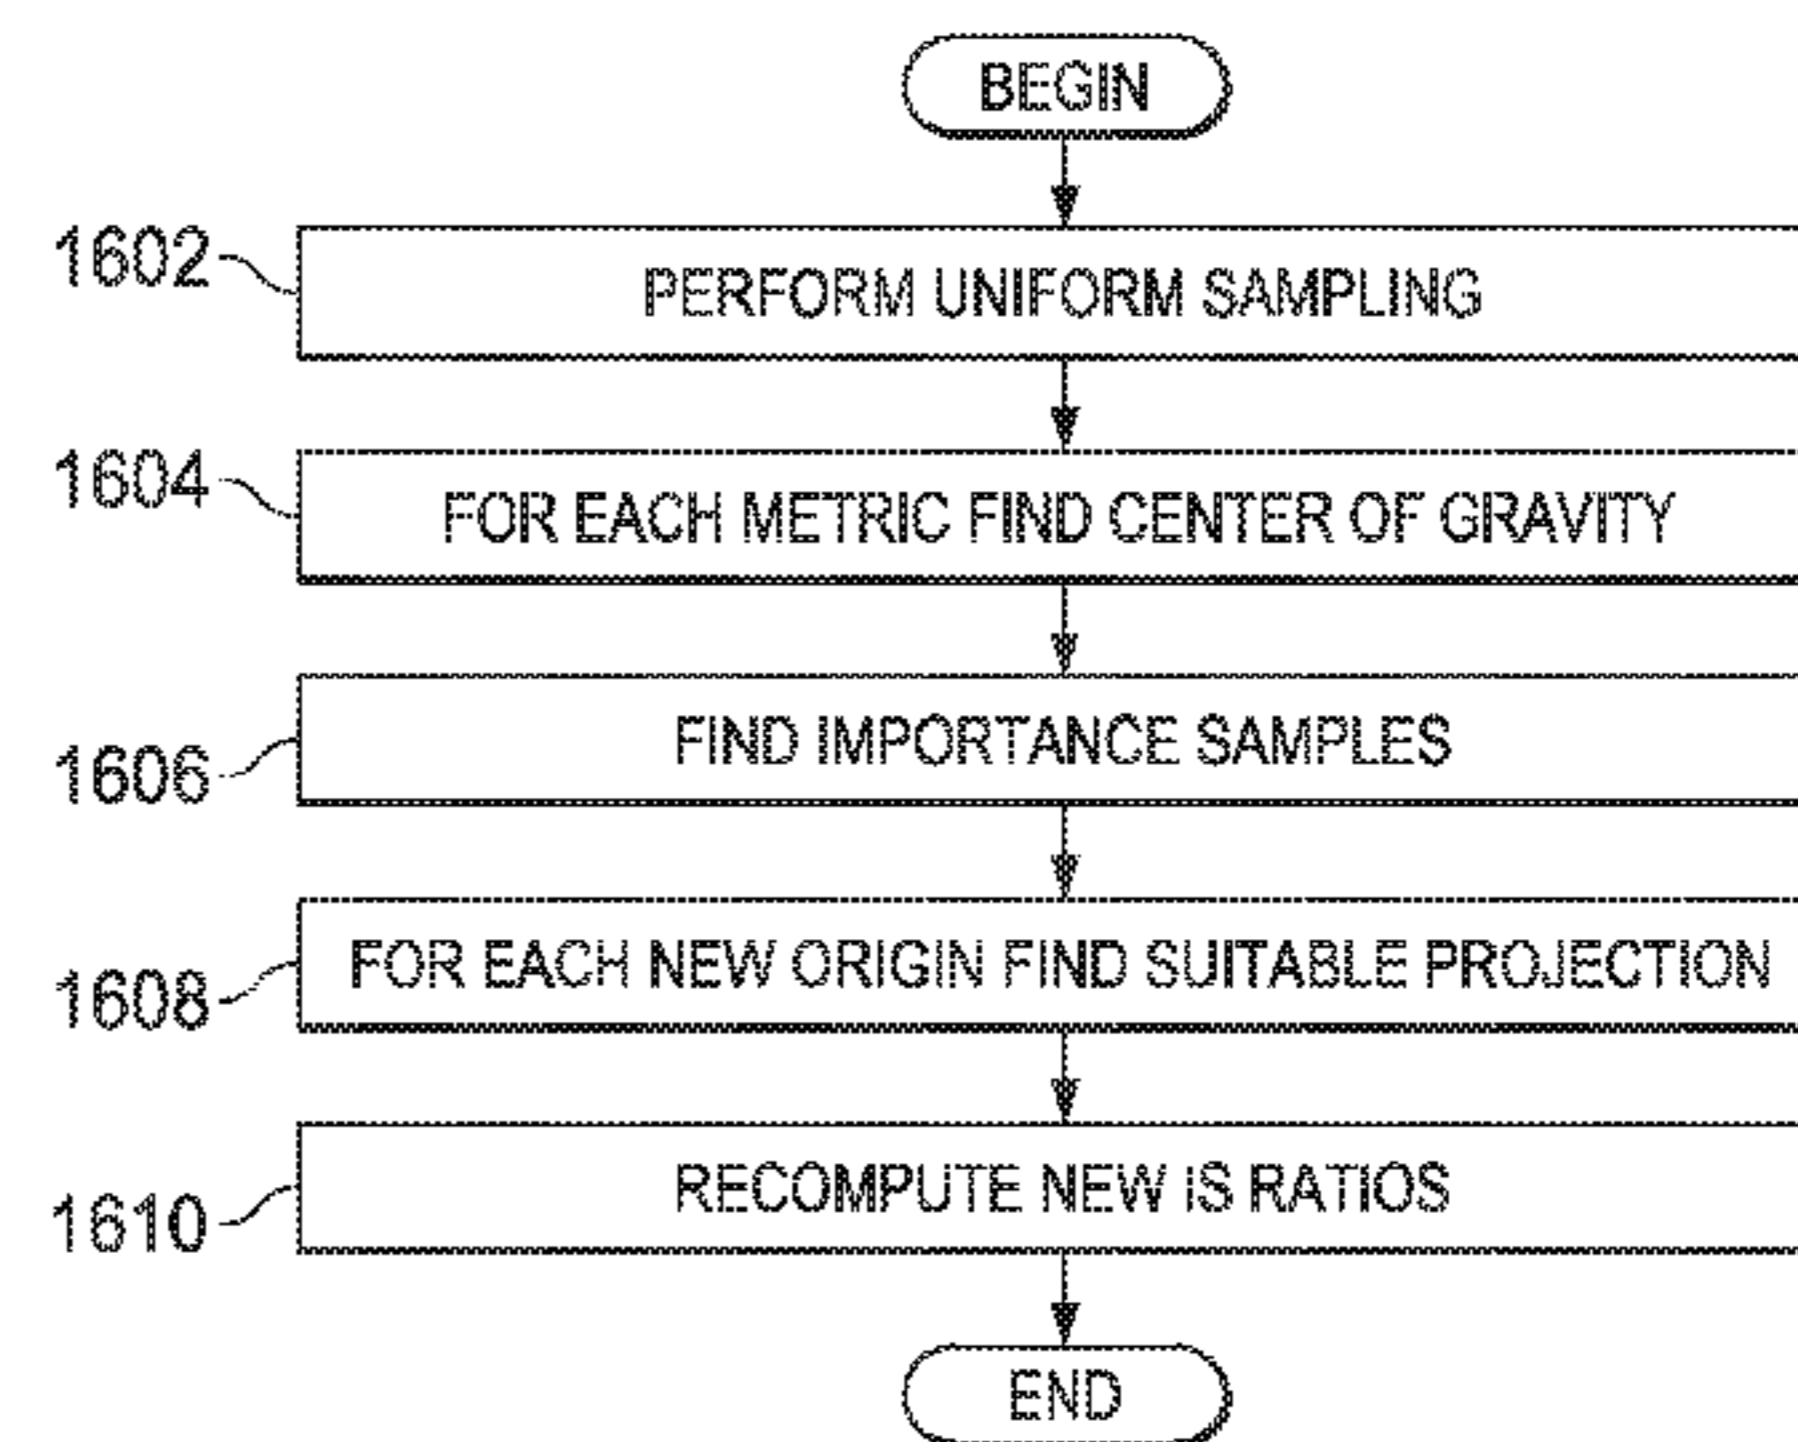 BEGIN
1602
PERFORM UNIFORM SAMPLING
1604
FOR EACH METRIC FIND CENTER OF GRAVITY
1606
FIND IMPORTANCE SAMPLES
1608
FOR EACH NEW ORIGIN FIND SUITABLE PROJECTION
1610
RECOMPUTE NEW IS RATIOS
END